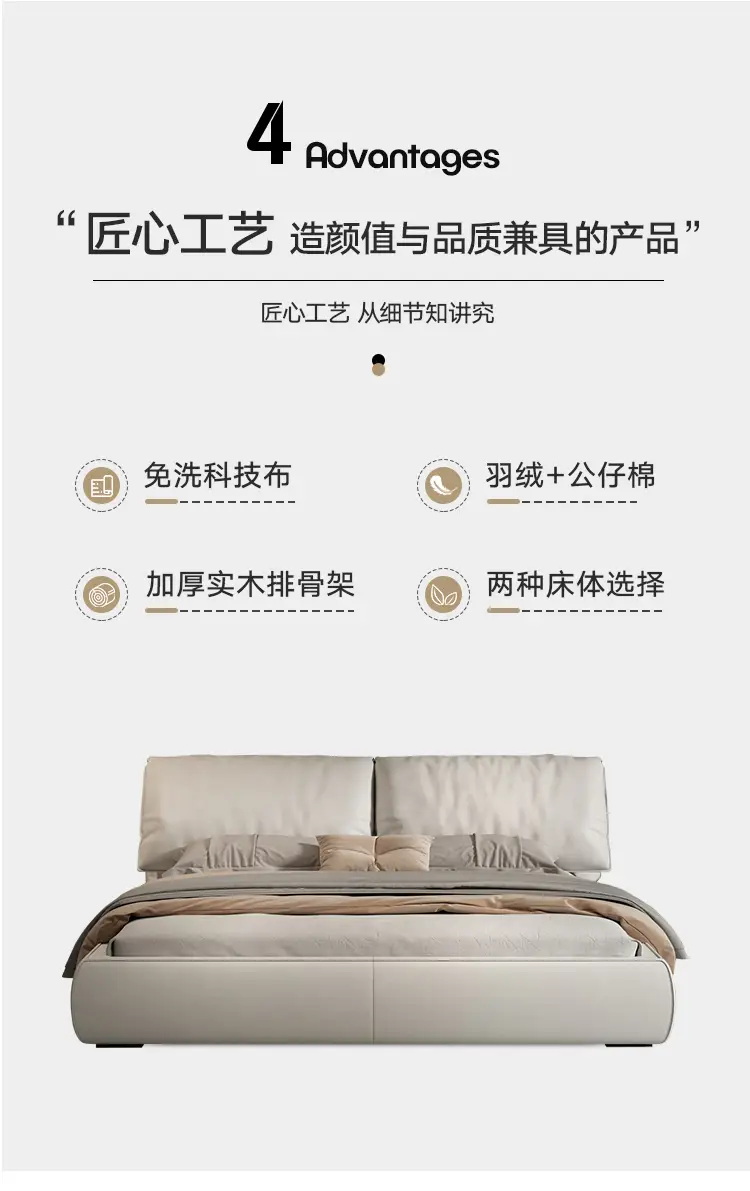 4 Advantages
“匠心工艺 造颜值与品质兼具的产品”
匠心工艺 从细节知讲究
免洗科技布
羽绒+公仔棉
加厚实木排骨架
两种床体选择